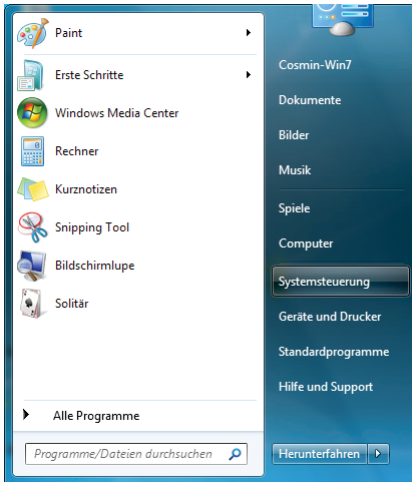 Paint
Erste Schritte
Windows Media Center
Rechner
Kurznotizen
Snipping Tool
Bildschirmlupe
Solitär
Alle Programme
Programme/Dateien durchsuchen
Cosmin-Win7
Dokumente
Bilder
Musik
Spiele
Computer
Systemsteuerung
Geräte und Drucker
Standardprogramme
Hilfe und Support
Herunterfahren